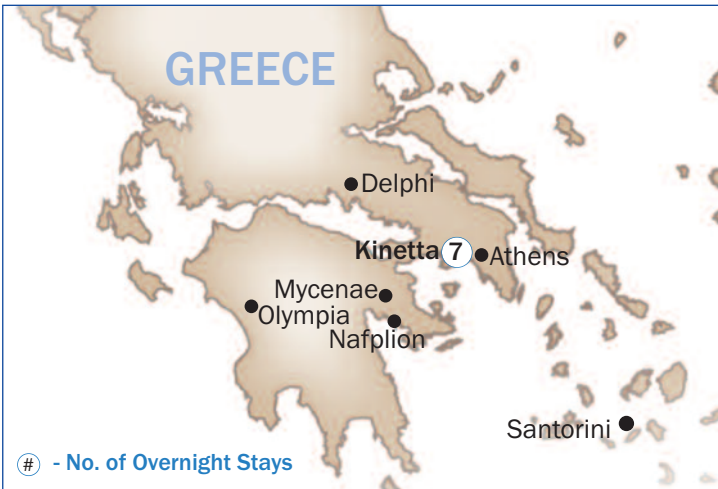 GREECE
Delphi
Kinetta 7
Athens
Mycenae
Olympia
Nafplion
Santorini
# - No. of Overnight Stays